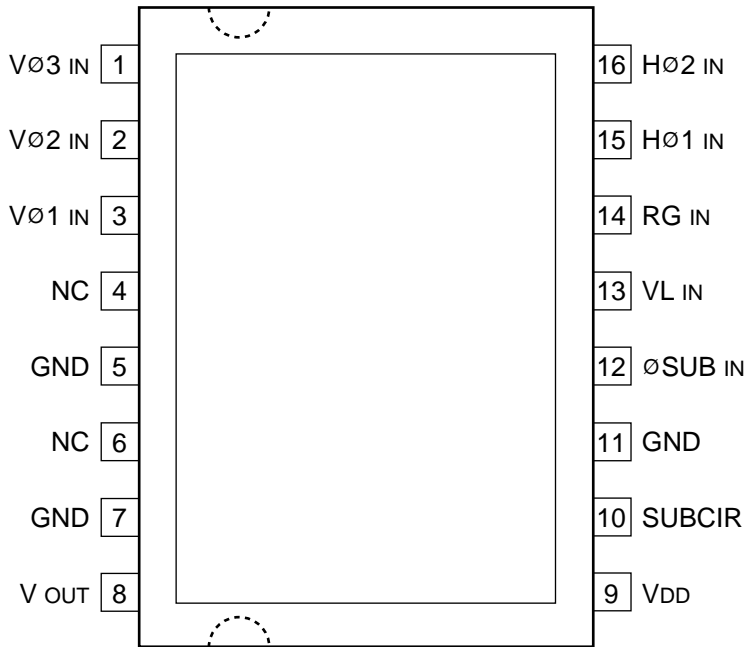 VØ3 IN 1
VØ2 IN 2
VØ1 IN 3
NC 4
GND 5
NC 6
GND 7
V OUT 8
16 HØ2 IN
15 HØ1 IN
14 RG IN
13 VL IN
12 ØSUB IN
11 GND
10 SUBCIR
9 VDD